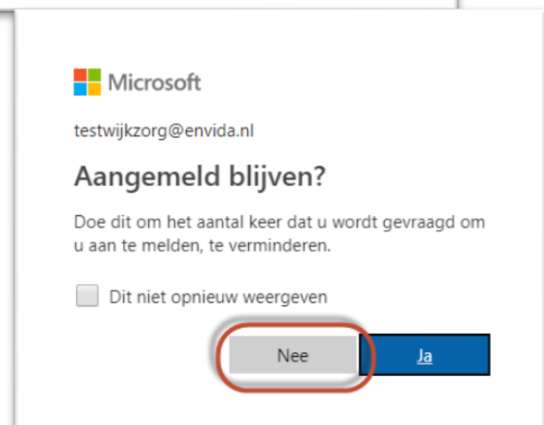 Microsoft
testwijkzorg@envida.nl
Aangemeld blijven?
Doe dit om het aantal keer dat u wordt gevraagd om
u aan te melden, te verminderen.
Dit niet opnieuw weergeven
Nee Ja